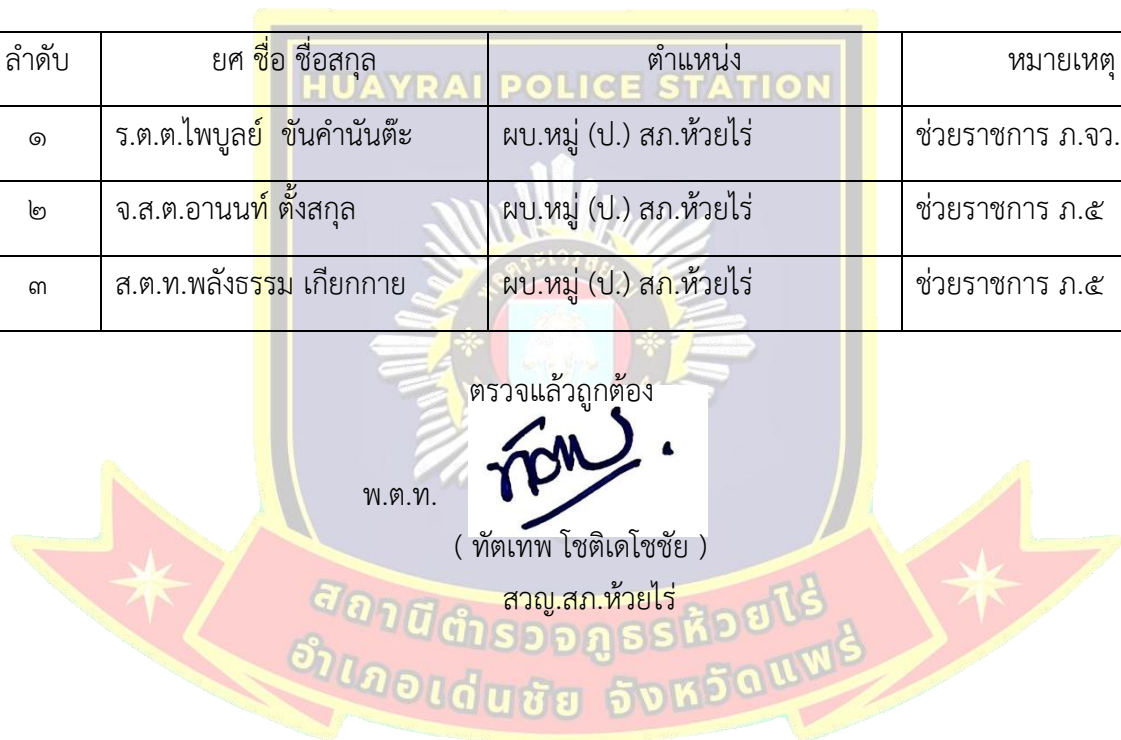 ลำดับ ยศ ชื่อ ชื่อสกุล ตำแหน่ง หมายเหตุ
HUAYRAI POLICE STATION
๑ ร.ต.ต.ไพบูลย์ ขันคำนันต๊ะ ผบ.หมู่ (ป.) สภ.ห้วยไร่ ช่วยราชการ ภ.จว.
๒ จ.ส.ต.อานนท์ ตั้งสกุล ผบ.หมู่ (ป.) สภ.ห้วยไร่ ช่วยราชการ ภ.๕
๓ ส.ต.ท.พลังธรรม เกียกกาย ผบ.หมู่ (ป.) สภ.ห้วยไร่ ช่วยราชการ ภ.๕
ตรวจแล้วถูกต้อง
พ.ต.ท.
( ทัตเทพ โชติเดโชชัย )
สวญ.สภ.ห้วยไร่
สถานีตำรวจภูธรห้วยไร่
อำเภอเด่นชัย จังหวัดแพร่